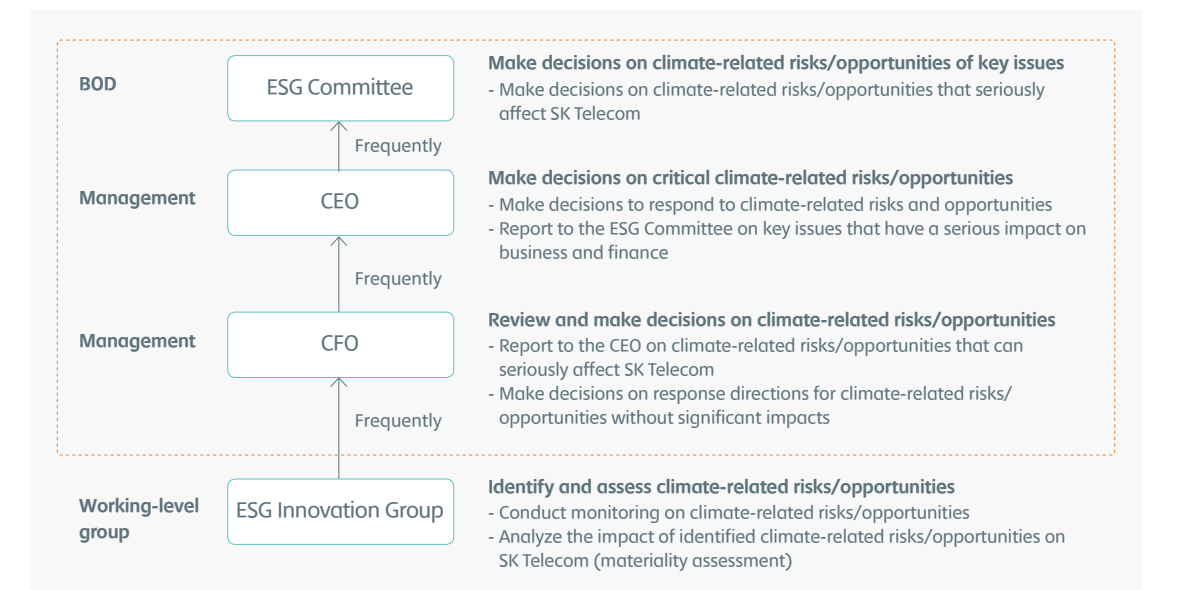 BOD
ESG Committee
Make decisions on climate-related risks/opportunities of key issues
- Make decisions on climate-related risks/opportunities that seriously
affect SK Telecom
Frequently
Management
CEO
Make decisions on critical climate-related risks/opportunities
- Make decisions to respond to climate-related risks and opportunities
- Report to the ESG Committee on key issues that have a serious impact on
business and finance
Frequently
Management
CFO
Review and make decisions on climate-related risks/opportunities
- Report to the CEO on climate-related risks/opportunities that can
seriously affect SK Telecom
- Make decisions on response directions for climate-related risks/
opportunities without significant impacts
Frequently
Working-level
group
ESG Innovation Group
Identify and assess climate-related risks/opportunities
- Conduct monitoring on climate-related risks/opportunities
- Analyze the impact of identified climate-related risks/opportunities on
SK Telecom (materiality assessment)